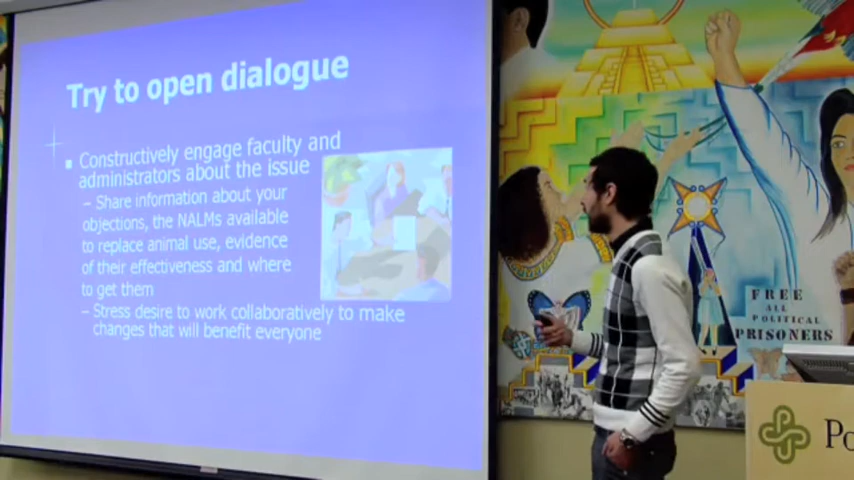 Try to open dialogue
Constructively engage faculty and
administrators about the issue
– Share information about your
objections, the NALMs available
to replace animal use, evidence
of their effectiveness and where
to get them
– Stress desire to work collaboratively to make
changes that will benefit everyone
FREE
ALL
POLITICAL
PRISONERS
Po